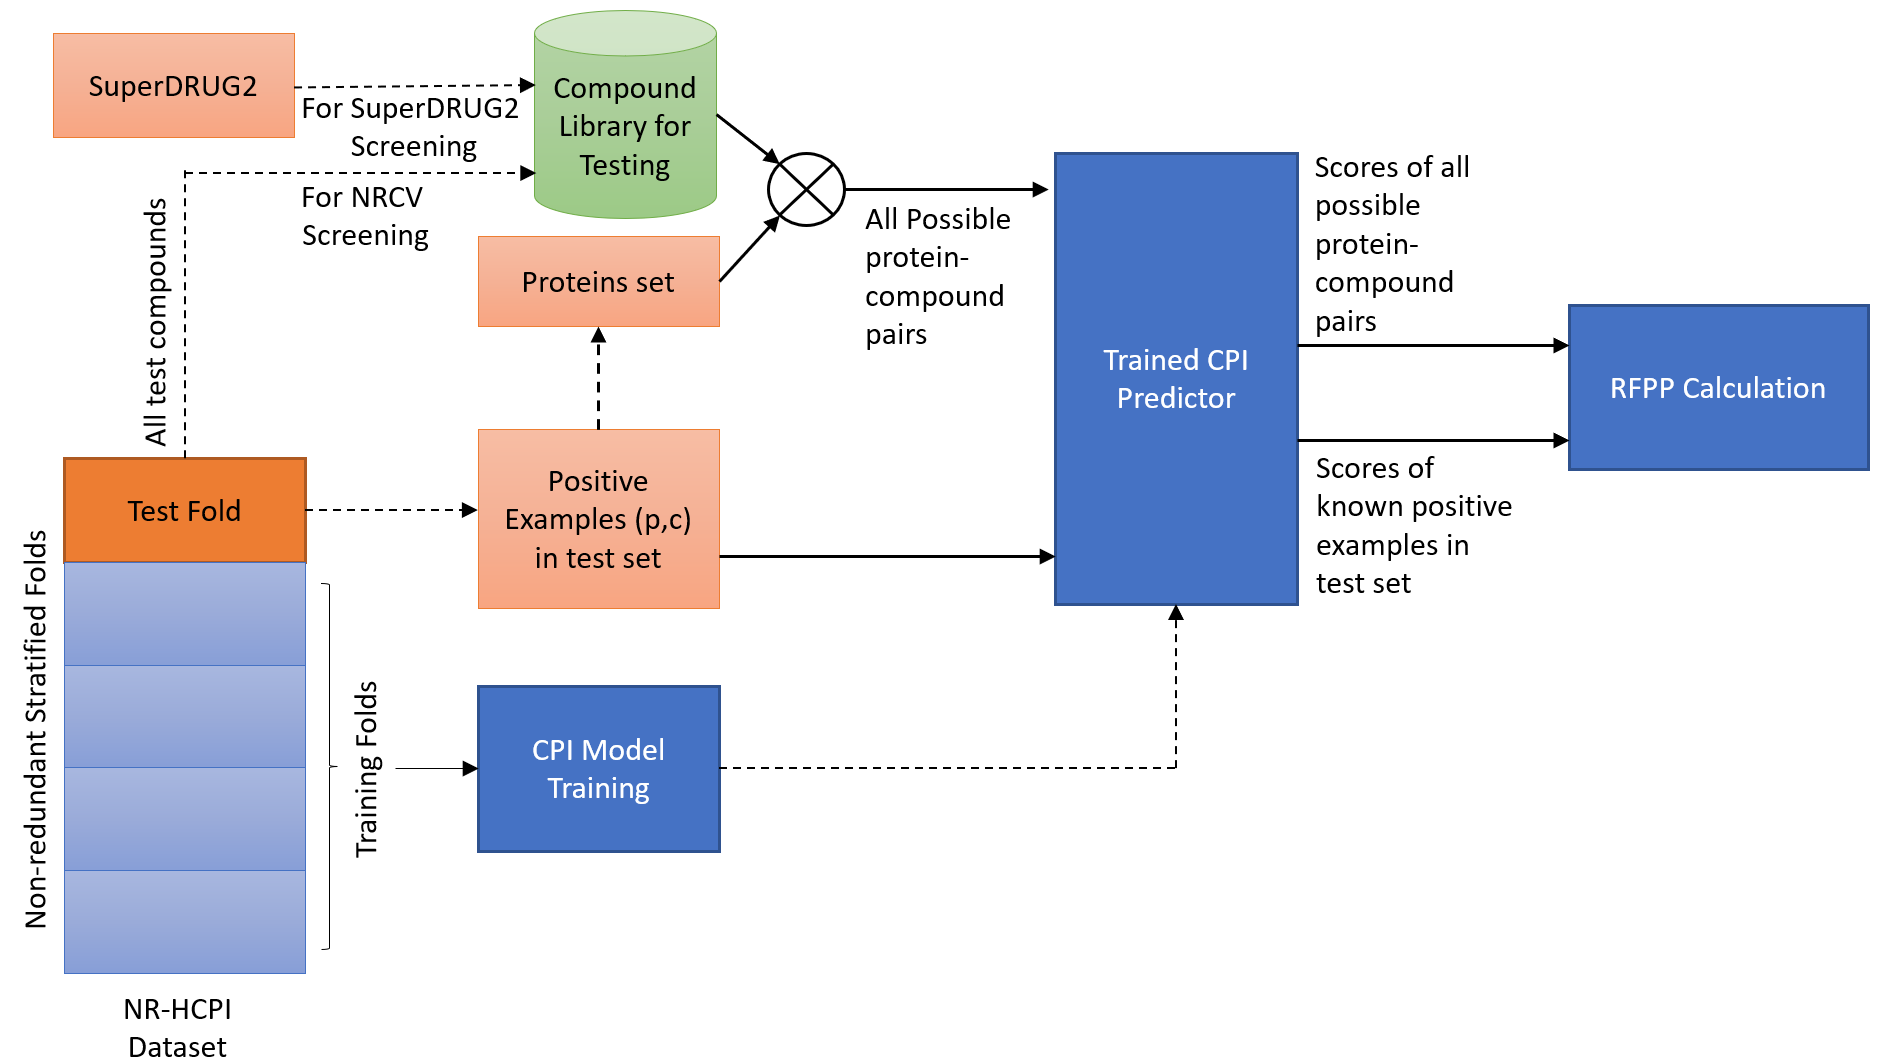 SuperDRUG2
For SuperDRUG2
Screening
For NRCV
Screening
All test compounds
Compound
Library for
Testing
Proteins set
All Possible
protein-
compound
pairs
Trained CPI
Predictor
Scores of all
possible
protein-
compound
pairs
RFPP Calculation
Scores of
known positive
examples in
test set
Test Fold
Positive
Examples (p,c)
in test set
Non-redundant Stratified Folds
Training Folds
CPI Model
Training
NR-HCPI
Dataset